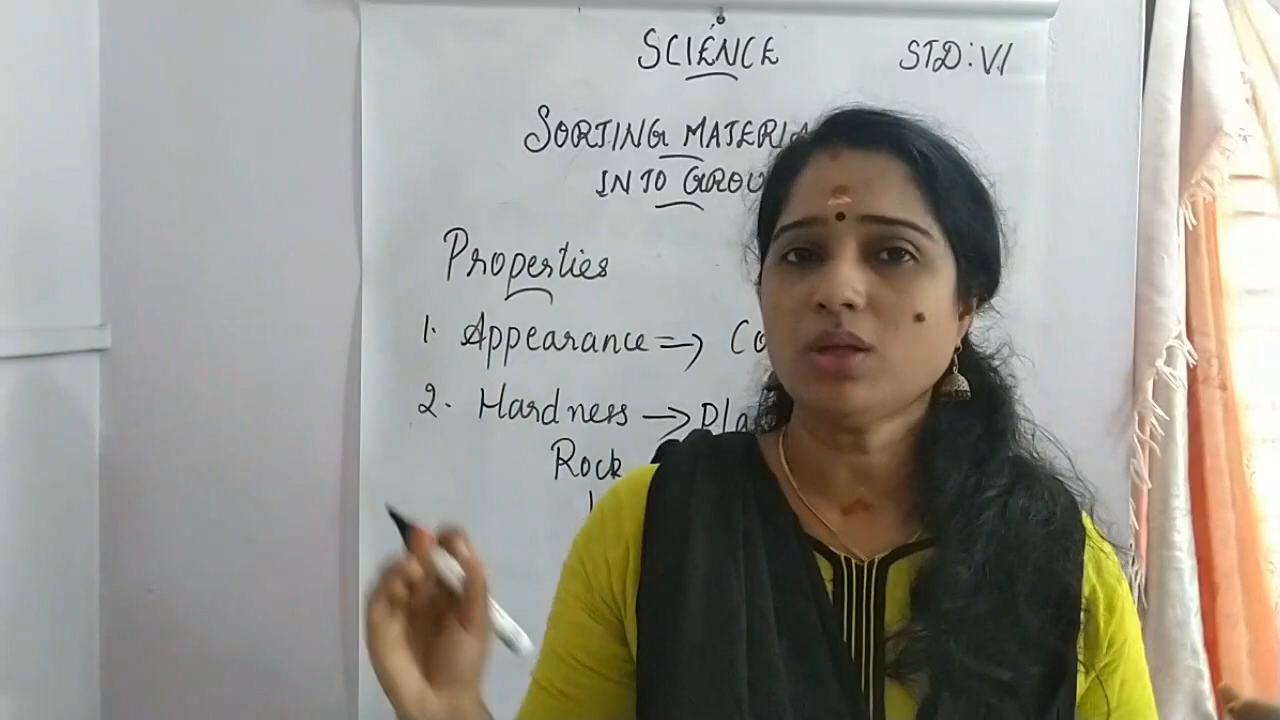 SCIENCE
STD: VI
SORTING MATERIA
INTO GROU
Properties
1. Appearance => Co
2. Hardness -> Pla
Rock